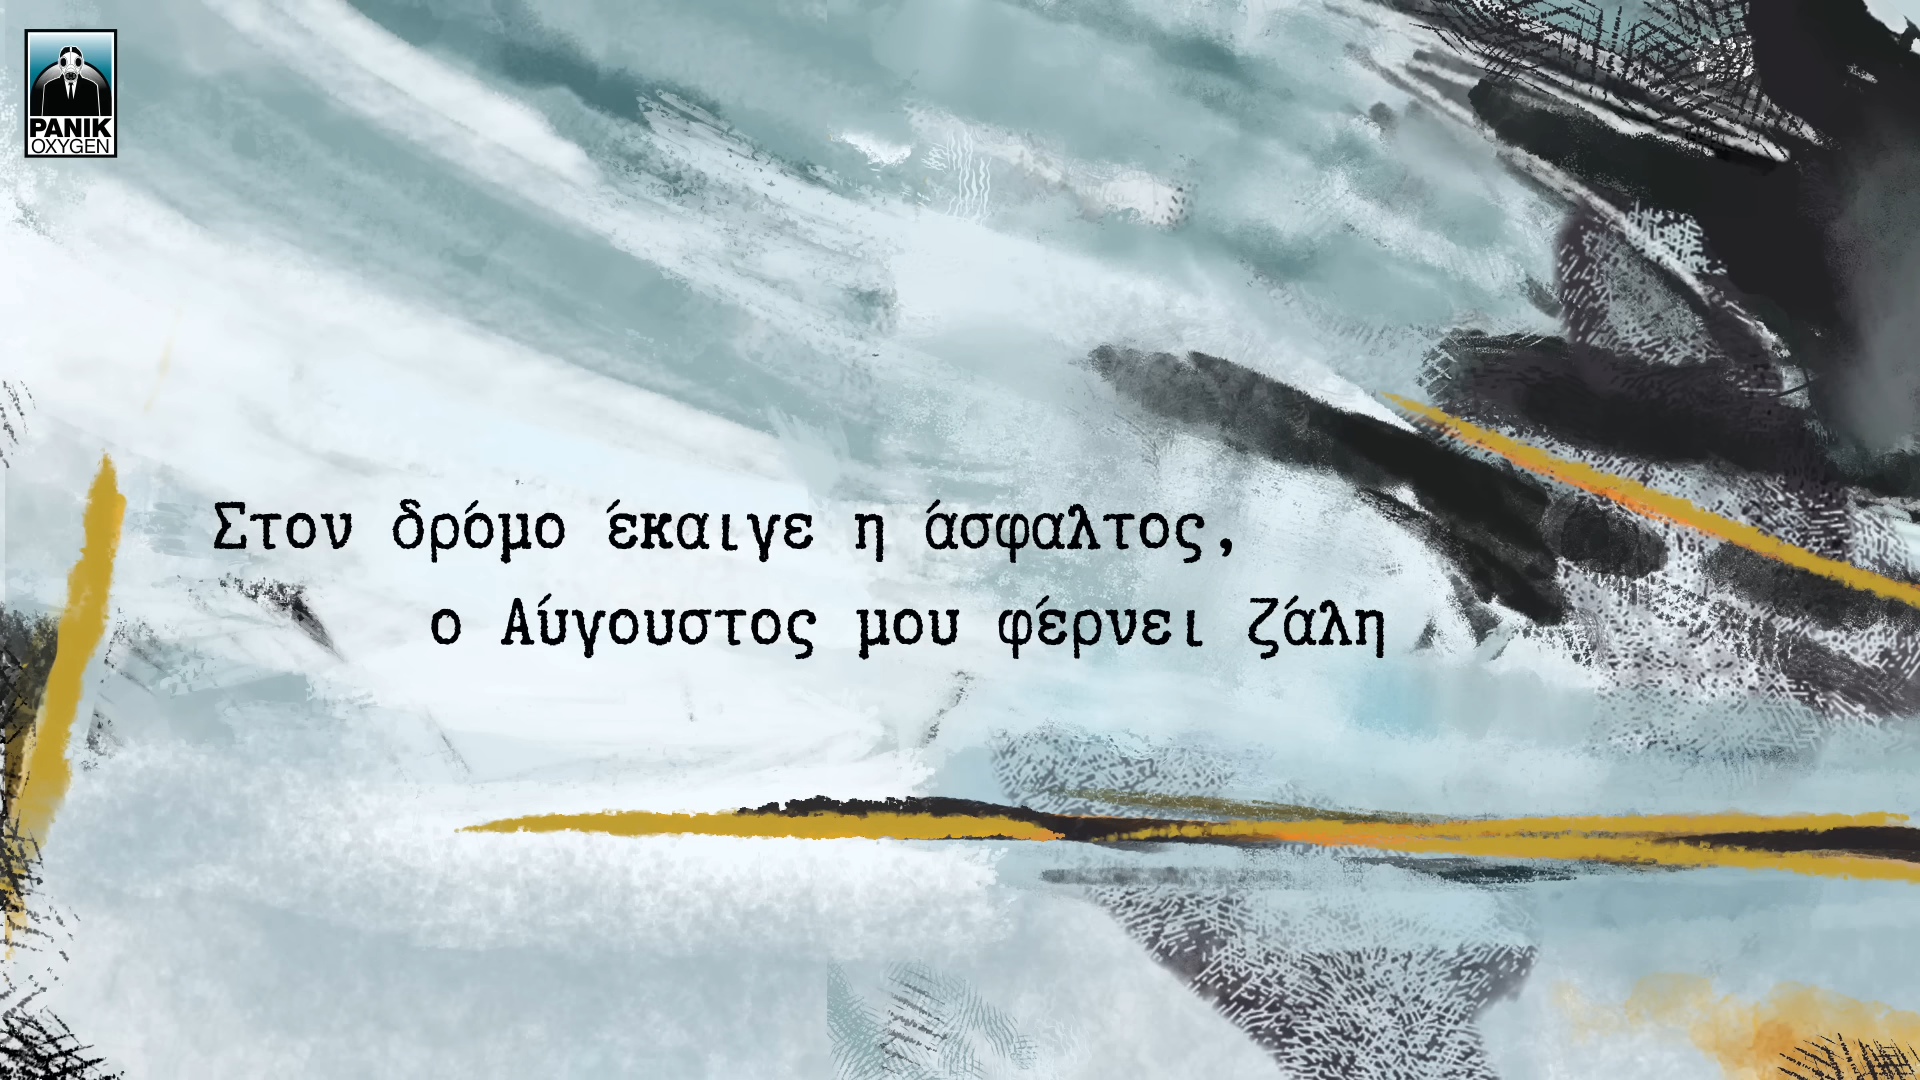 PANIK
OXYGEN
Στον δρόμο έκαιγε η άσφαλτος,
ο Αύγουστος μου φέρνει ζάλη